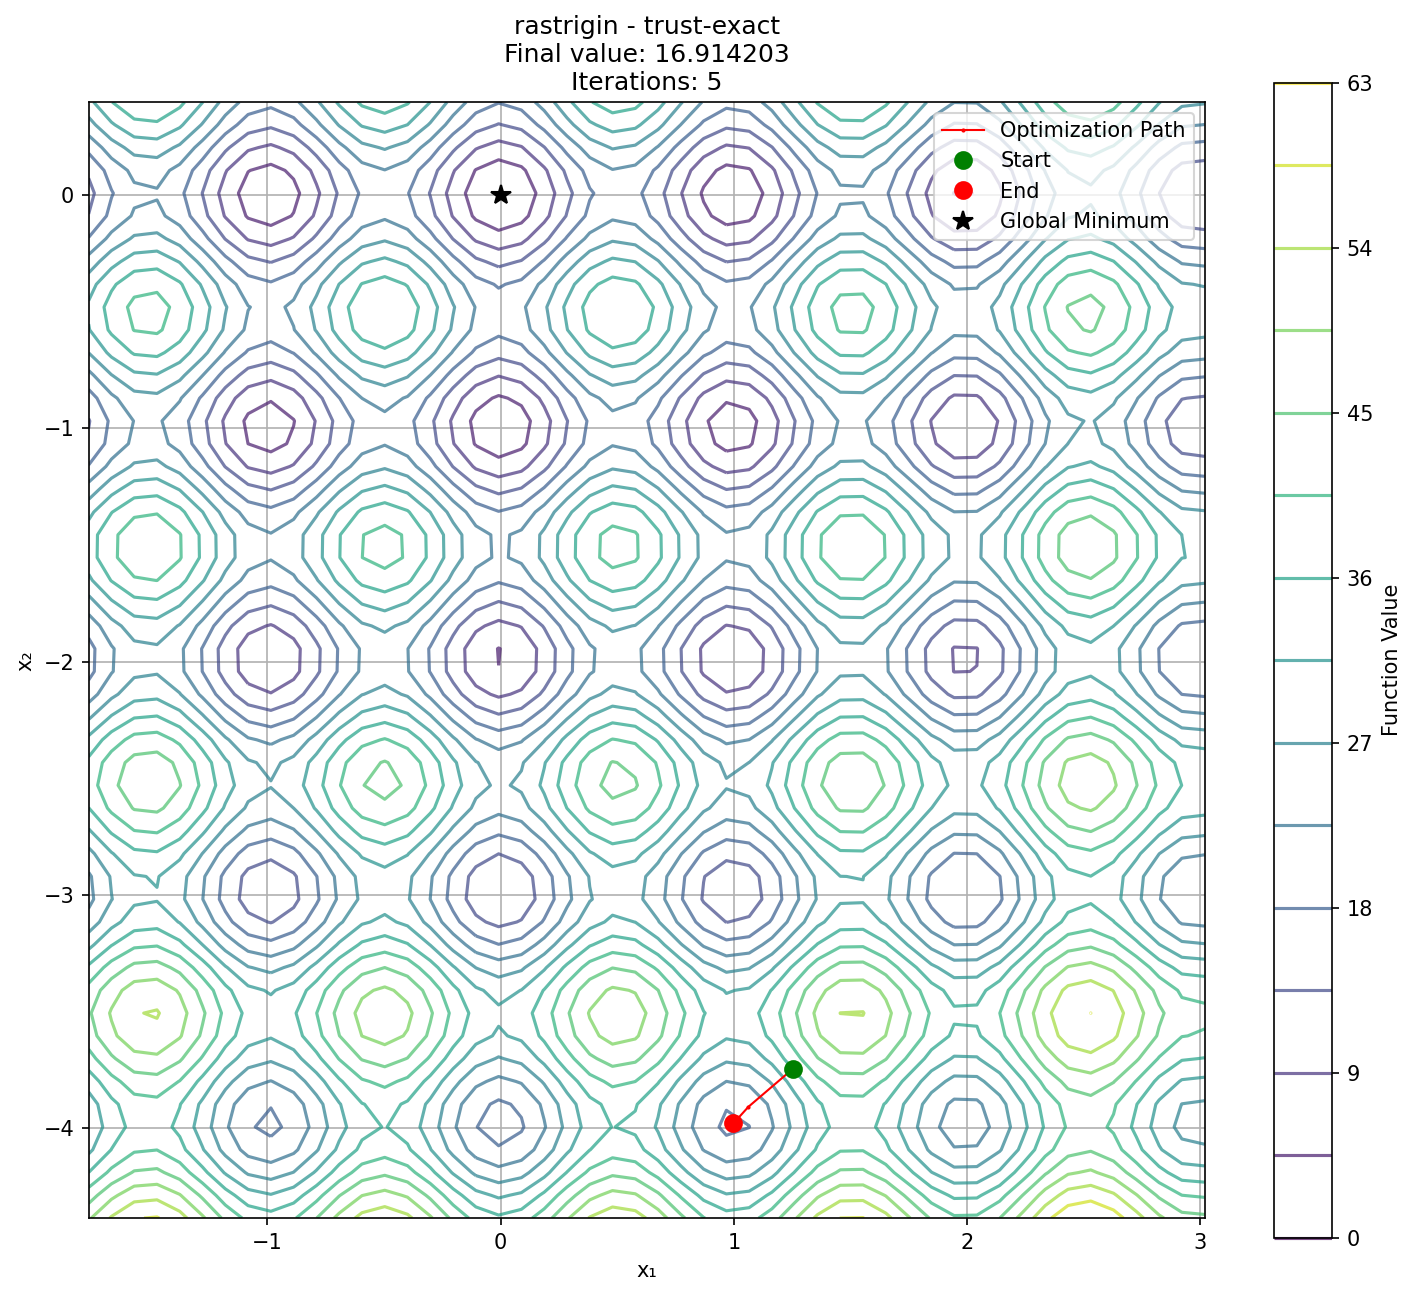 rastrigin - trust-exact
Final value: 16.914203
Iterations: 5
Optimization Path
Start
End
Global Minimum
0
−1
−2
−3
−4
x₂
−1
0
1
2
3
x₁
63
54
45
36
27
18
9
0
Function Value